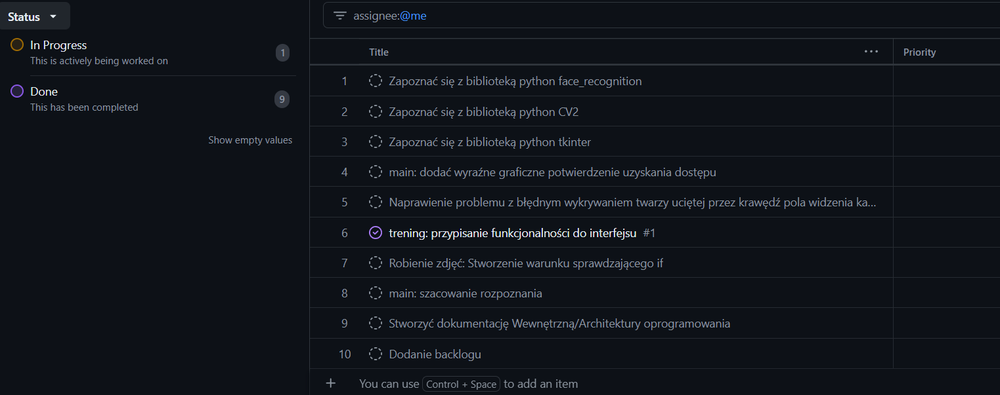 Status
In Progress
1
This is actively being worked on
Done
9
This has been completed
Show empty values
assignee:@me
Title
Priority
1 Zapoznać się z biblioteką python face_recognition
2 Zapoznać się z biblioteką python CV2
3 Zapoznać się z biblioteką python tkinter
4 main: dodać wyraźne graficzne potwierdzenie uzyskania dostępu
5 Naprawienie problemu z błędnym wykrywaniem twarzy uciętej przez krawędź pola widzenia ka...
6 trening: przypisanie funkcjonalności do interfejsu #1
7 Robienie zdjęć: Stworzenie warunku sprawdzającego if
8 main: szacowanie rozpoznania
9 Stworzyć dokumentację Wewnętrzną/Architektury oprogramowania
10 Dodanie backlogu
You can use Control + Space to add an item